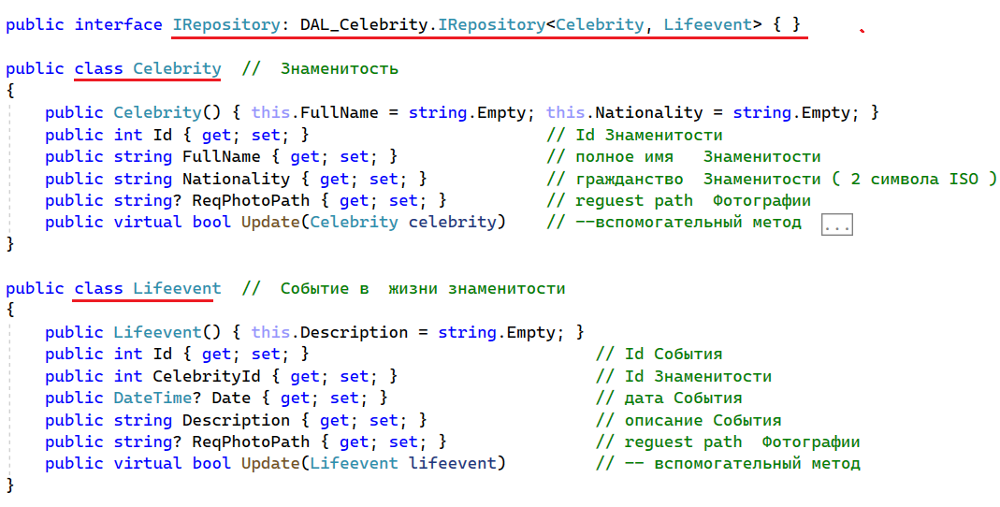 public interface IRepository: DAL_Celebrity.IRepository<Celebrity, Lifeevent> { }
public class Celebrity // Знаменитость
{
public Celebrity() { this.FullName = string.Empty; this.Nationality = string.Empty; }
public int Id { get; set; } // Id Знаменитости
public string FullName { get; set; } // полное имя Знаменитости
public string Nationality { get; set; } // гражданство Знаменитости ( 2 символа ISO )
public string? ReqPhotoPath { get; set; } // reguest path Фотографии
public virtual bool Update(Celebrity celebrity) // --вспомогательный метод ...
}
public class Lifeevent // Событие в жизни знаменитости
{
public Lifeevent() { this.Description = string.Empty; }
public int Id { get; set; } // Id События
public int CelebrityId { get; set; } // Id Знаменитости
public DateTime? Date { get; set; } // дата События
public string Description { get; set; } // описание События
public string? ReqPhotoPath { get; set; } // reguest path Фотографии
public virtual bool Update(Lifeevent lifeevent) // -- вспомогательный метод
}